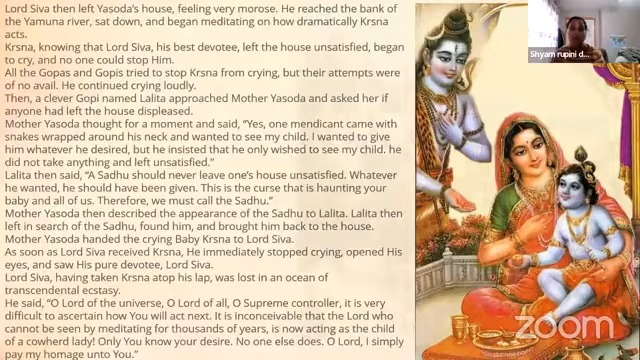 Lord Siva then left Yasoda's house, feeling very morose. He reached the bank of
the Yamuna river, sat down, and began meditating on how dramatically Krsna
acts.
Krsna, knowing that Lord Siva, his best devotee, left the house unsatisfied, began
to cry, and no one could stop Him.
All the Gopas and Gopis tried to stop Krsna from crying, but their attempts were
of no avail. He continued crying loudly.
Then, a clever Gopi named Lalita approached Mother Yasoda and asked her if
anyone had left the house displeased.
Mother Yasoda thought for a moment and said, "Yes, one mendicant came with
snakes wrapped around his neck and wanted to see my child. I wanted to give
him whatever he desired, but he insisted that he only wished to see my child. he
did not take anything and left unsatisfied."
Lalita then said, "A Sadhu should never leave one's house unsatisfied. Whatever
he wanted, he should have been given. This is the curse that is haunting your
baby and all of us. Therefore, we must call the Sadhu."
Mother Yasoda then described the appearance of the Sadhu to Lalita. Lalita then
left in search of the Sadhu, found him, and brought him back to the house.
Mother Yasoda handed the crying Baby Krsna to Lord Siva.
As soon as Lord Siva received Krsna, He immediately stopped crying, opened His
eyes, and saw His pure devotee, Lord Siva.
Lord Siva, having taken Krsna atop his lap, was lost in an ocean of
transcendental ecstasy.
He said, "O Lord of the universe, O Lord of all, O Supreme controller, it is very
difficult to ascertain how You will act next. It is inconceivable that the Lord who
cannot be seen by meditating for thousands of years, is now acting as the child
of a cowherd lady! Only You know your desire. No one else does. O Lord, I simply
pay my homage unto You."
Shyam rupini d...
zoom